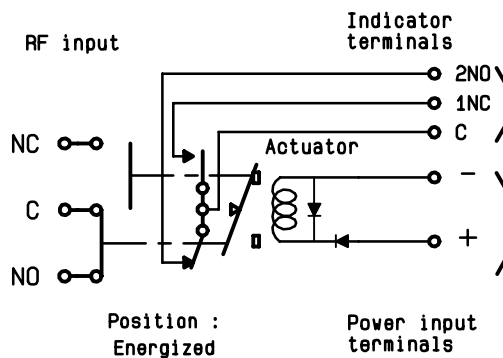 RF input
Indicator
terminals
2NO
1NC
C
NC
Actuator
-
C
+
NO
Position :
Energized
Power input
terminals